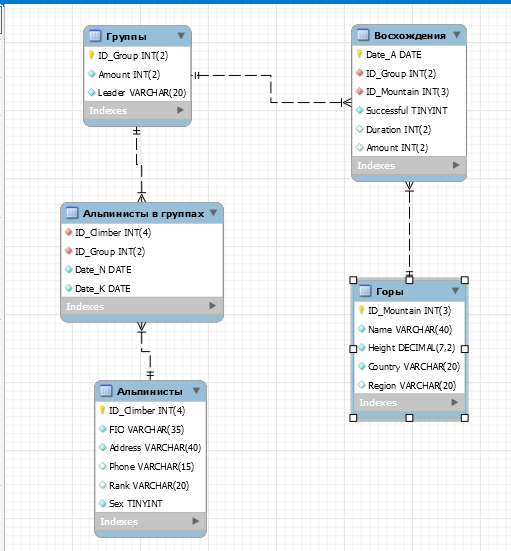 Группы
ID_Group INT(2)
Amount INT(2)
Leader VARCHAR(20)
Indexes
Восхождения
Date_A DATE
ID_Group INT(2)
ID_Mountain INT(3)
Successful TINYINT
Duration INT(2)
Amount INT(2)
Indexes
Альпинисты в группах
ID_Climber INT(4)
ID_Group INT(2)
Date_N DATE
Date_K DATE
Indexes
Горы
ID_Mountain INT(3)
Name VARCHAR(40)
Height DECIMAL(7,2)
Country VARCHAR(20)
Region VARCHAR(20)
Indexes
Альпинисты
ID_Climber INT(4)
FIO VARCHAR(35)
Address VARCHAR(40)
Phone VARCHAR(15)
Rank VARCHAR(20)
Sex TINYINT
Indexes